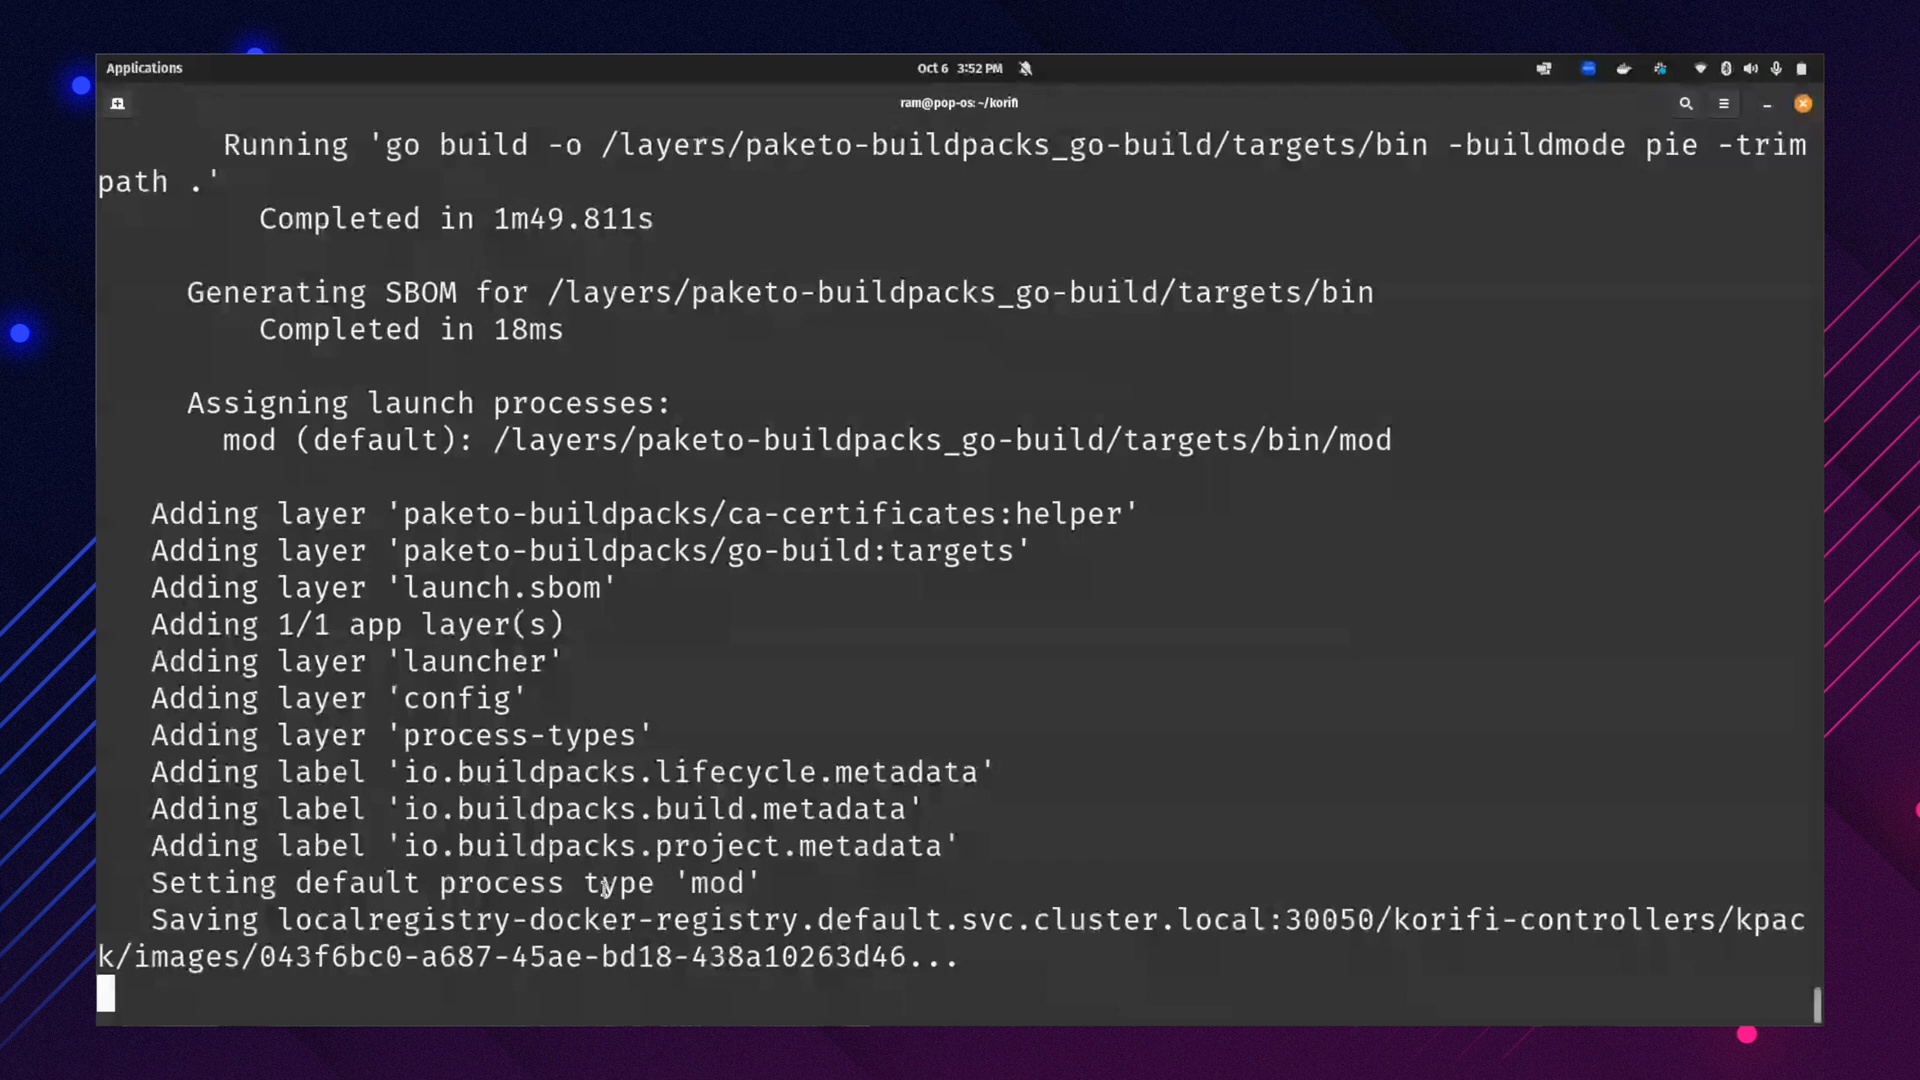 Applications
Oct 6 3:52 PM
ram@pop-os: ~/korifi
Running 'go build -o /layers/paketo-buildpacks_go-build/targets/bin -buildmode pie -trim
path .'
Completed in 1m49.811s
Generating SBOM for /layers/paketo-buildpacks_go-build/targets/bin
Completed in 18ms
Assigning launch processes:
mod (default): /layers/paketo-buildpacks_go-build/targets/bin/mod
Adding layer 'paketo-buildpacks/ca-certificates:helper'
Adding layer 'paketo-buildpacks/go-build:targets'
Adding layer 'launch.sbom'
Adding 1/1 app layer(s)
Adding layer 'launcher'
Adding layer 'config'
Adding layer 'process-types'
Adding label 'io.buildpacks.lifecycle.metadata'
Adding label 'io.buildpacks.build.metadata'
Adding label 'io.buildpacks.project.metadata'
Setting default process type 'mod'
Saving localregistry-docker-registry.default.svc.cluster.local:30050/korifi-controllers/kpac
k/images/043f6bc0-a687-45ae-bd18-438a10263d46...